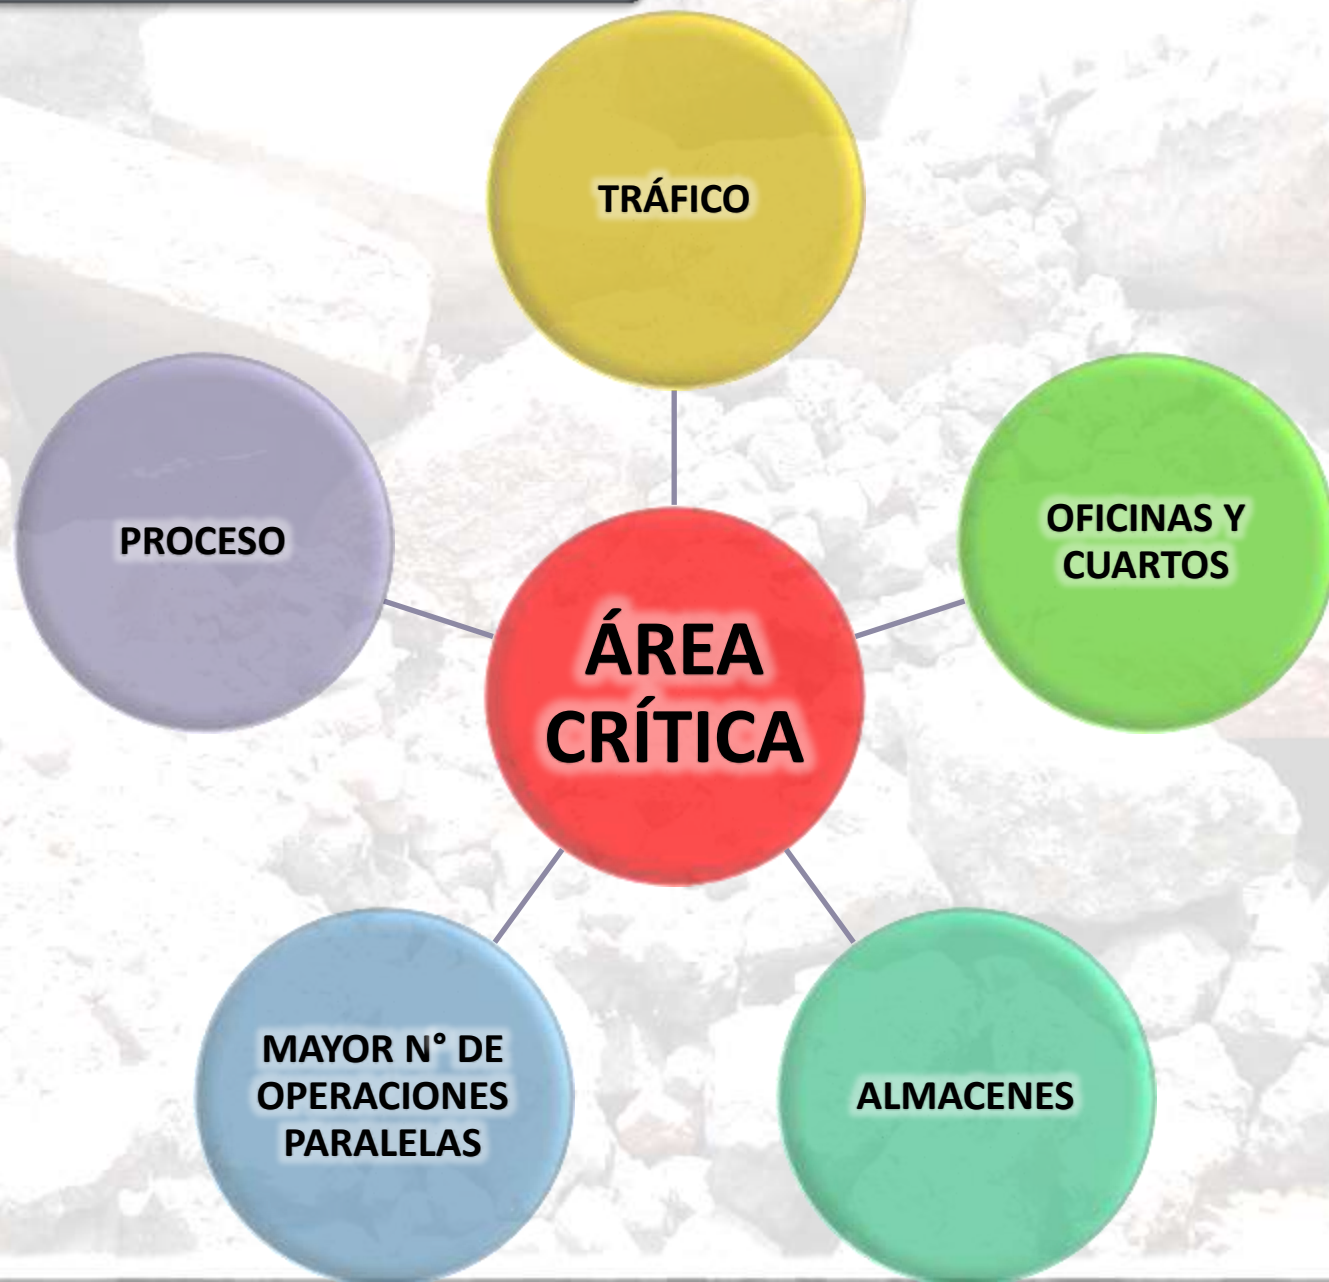 TRÁFICO
OFICINAS Y
CUARTOS
PROCESO
ÁREA
CRÍTICA
MAYOR N° DE
OPERACIONES
PARALELAS
ALMACENES